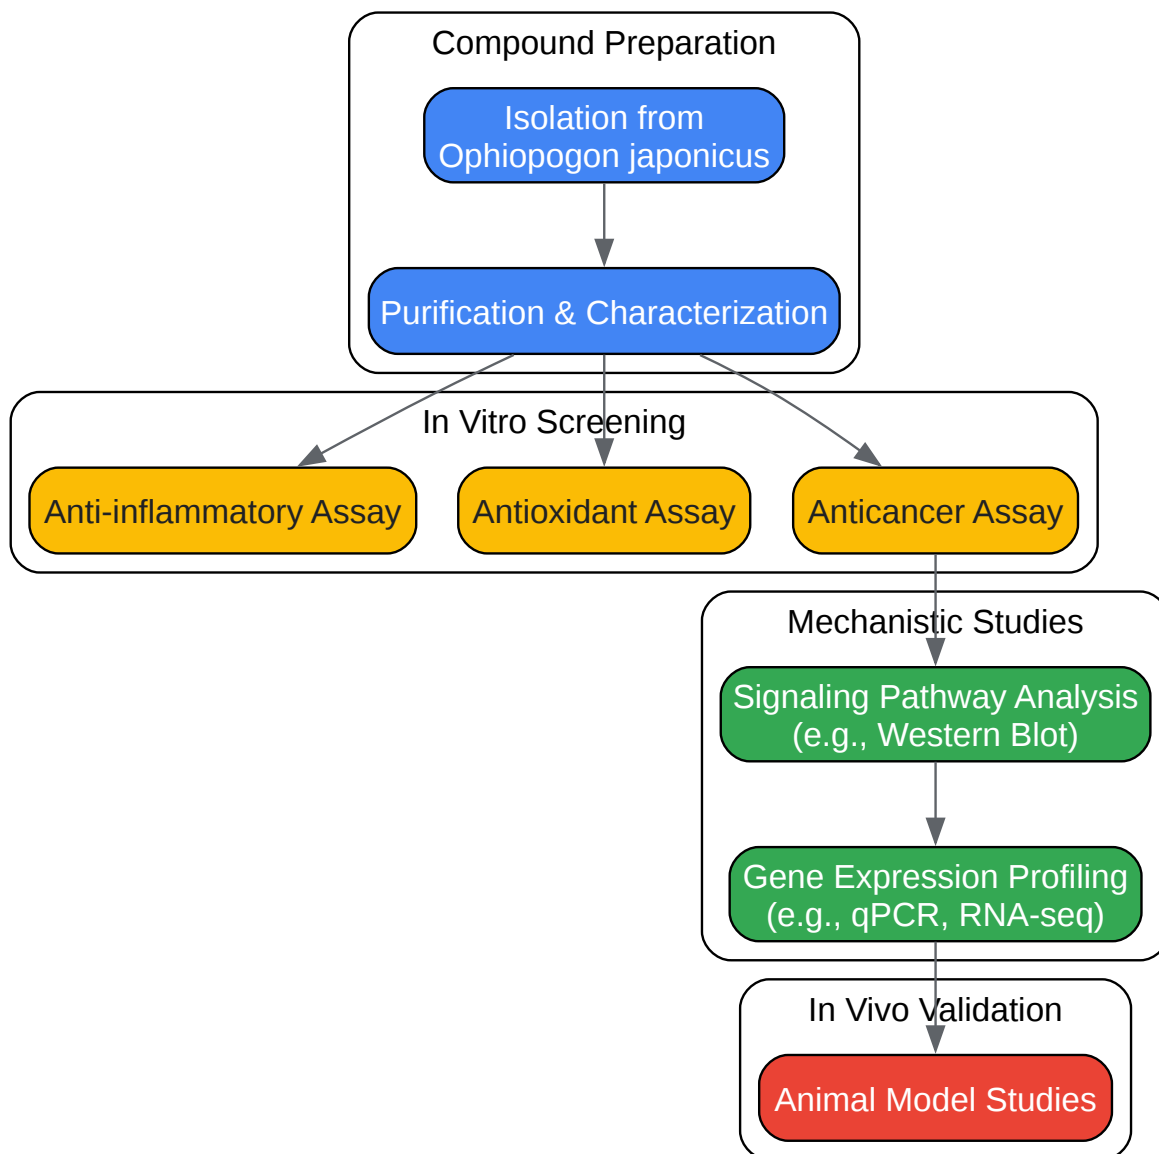 Compound Preparation
Isolation from
Ophiopogon japonicus
Purification & Characterization
In Vitro Screening
Anti-inflammatory Assay
Antioxidant Assay
Anticancer Assay
Mechanistic Studies
Signaling Pathway Analysis
(e.g., Western Blot)
Gene Expression Profiling
(e.g., qPCR, RNA-seq)
In Vivo Validation
Animal Model Studies